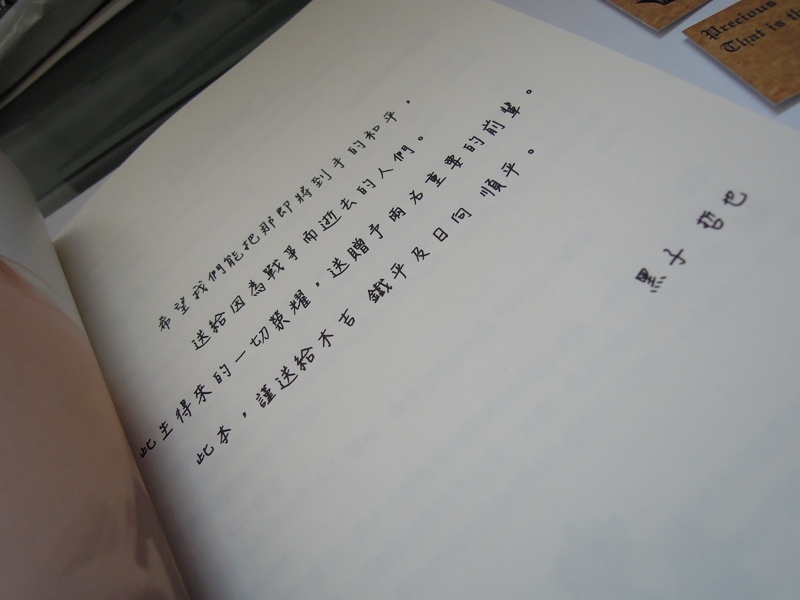 希望我們能把那即將到手的和平，
送給因為戰爭而逝去的人們。
此生得來的一切榮耀，送贈予兩名重要的前輩。
此本，謹送給木吉 鐵平及日向 順平。
黑子 哲也
Precious
That is th